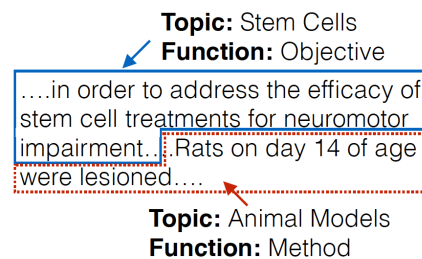 Topic: Stem Cells
Function: Objective
....in order to address the efficacy of
stem cell treatments for neuromotor
impairment....Rats on day 14 of age
were lesioned....
Topic: Animal Models
Function: Method